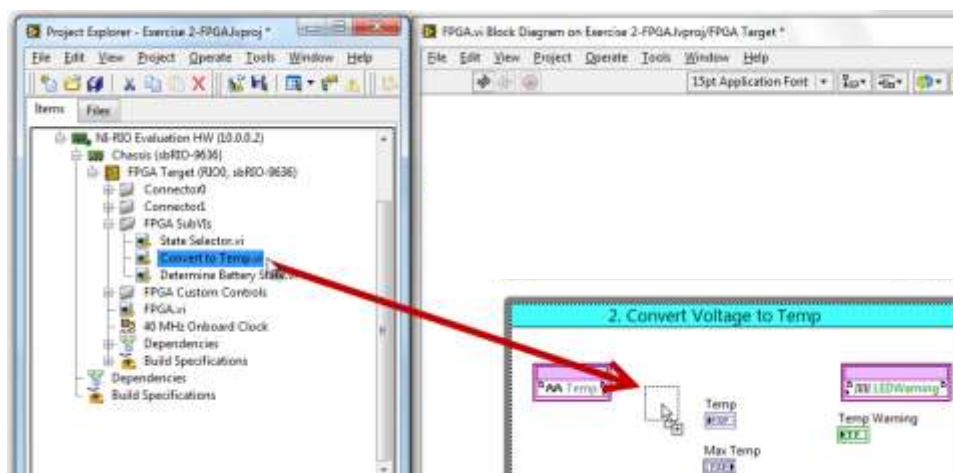 Project Explorer - Exercise 2-FPGA.lvproj *
File Edit View Project Operate Tools Window Help
Items Files
NI-RIO Evaluation HW (10.0.0.2)
Chassis (sbRIO-9636)
FPGA Target (RIO0, sbRIO-9636)
Connector0
Connector1
FPGA SubVIs
State Selector.vi
Convert to Temp.vi
Determine Battery State.vi
FPGA Custom Controls
FPGA.vi
40 MHz Onboard Clock
Dependencies
Build Specifications
Dependencies
Build Specifications
FPGA.vi Block Diagram on Exercise 2-FPGA.lvproj/FPGA Target *
File Edit View Project Operate Tools Window Help
15pt Application Font
2. Convert Voltage to Temp
Temp
LEDWarning
Temp
FXP
Temp Warning
TF
Max Temp
FXP